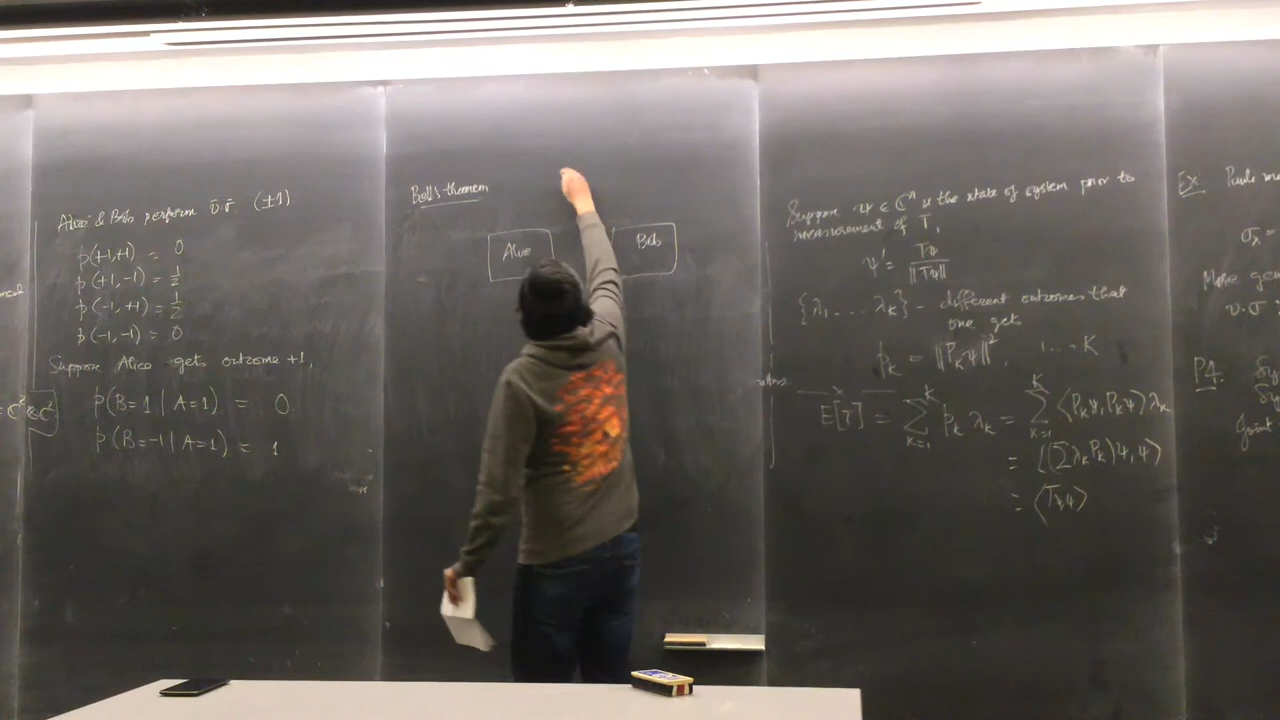 Alice & Bob perform v·σ (±1)
p(+1,+1) = 0
p(+1,-1) = 1/2
p(-1,+1) = 1/2
p(-1,-1) = 0
Suppose Alice gets outcome +1,
p(B=1 | A=1) = 0
p(B=-1 | A=1) = 1
Bell's theorem
Alice
Bob
Suppose ψ ∈ ℂⁿ is the state of system prior to
measurement of T,
ψ' = Tψ / ||Tψ||
{λ₁ ... λ_K} - different outcomes that
one gets
p_k = ||P_k ψ||² 1...K
E[T] = Σ_{k=1}^{K} p_k λ_k = Σ_{k=1}^{K} ⟨P_kψ, P_kψ⟩ λ_k
= ⟨(Σλ_k P_k)ψ, ψ⟩
= ⟨Tψ,ψ⟩
Ex.
σ_x =
More gen
v·σ
P4.
Joint